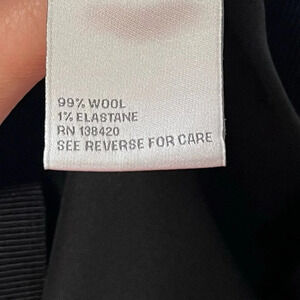 99% WOOL
1% ELASTANE
RN 138420
SEE REVERSE FOR CARE